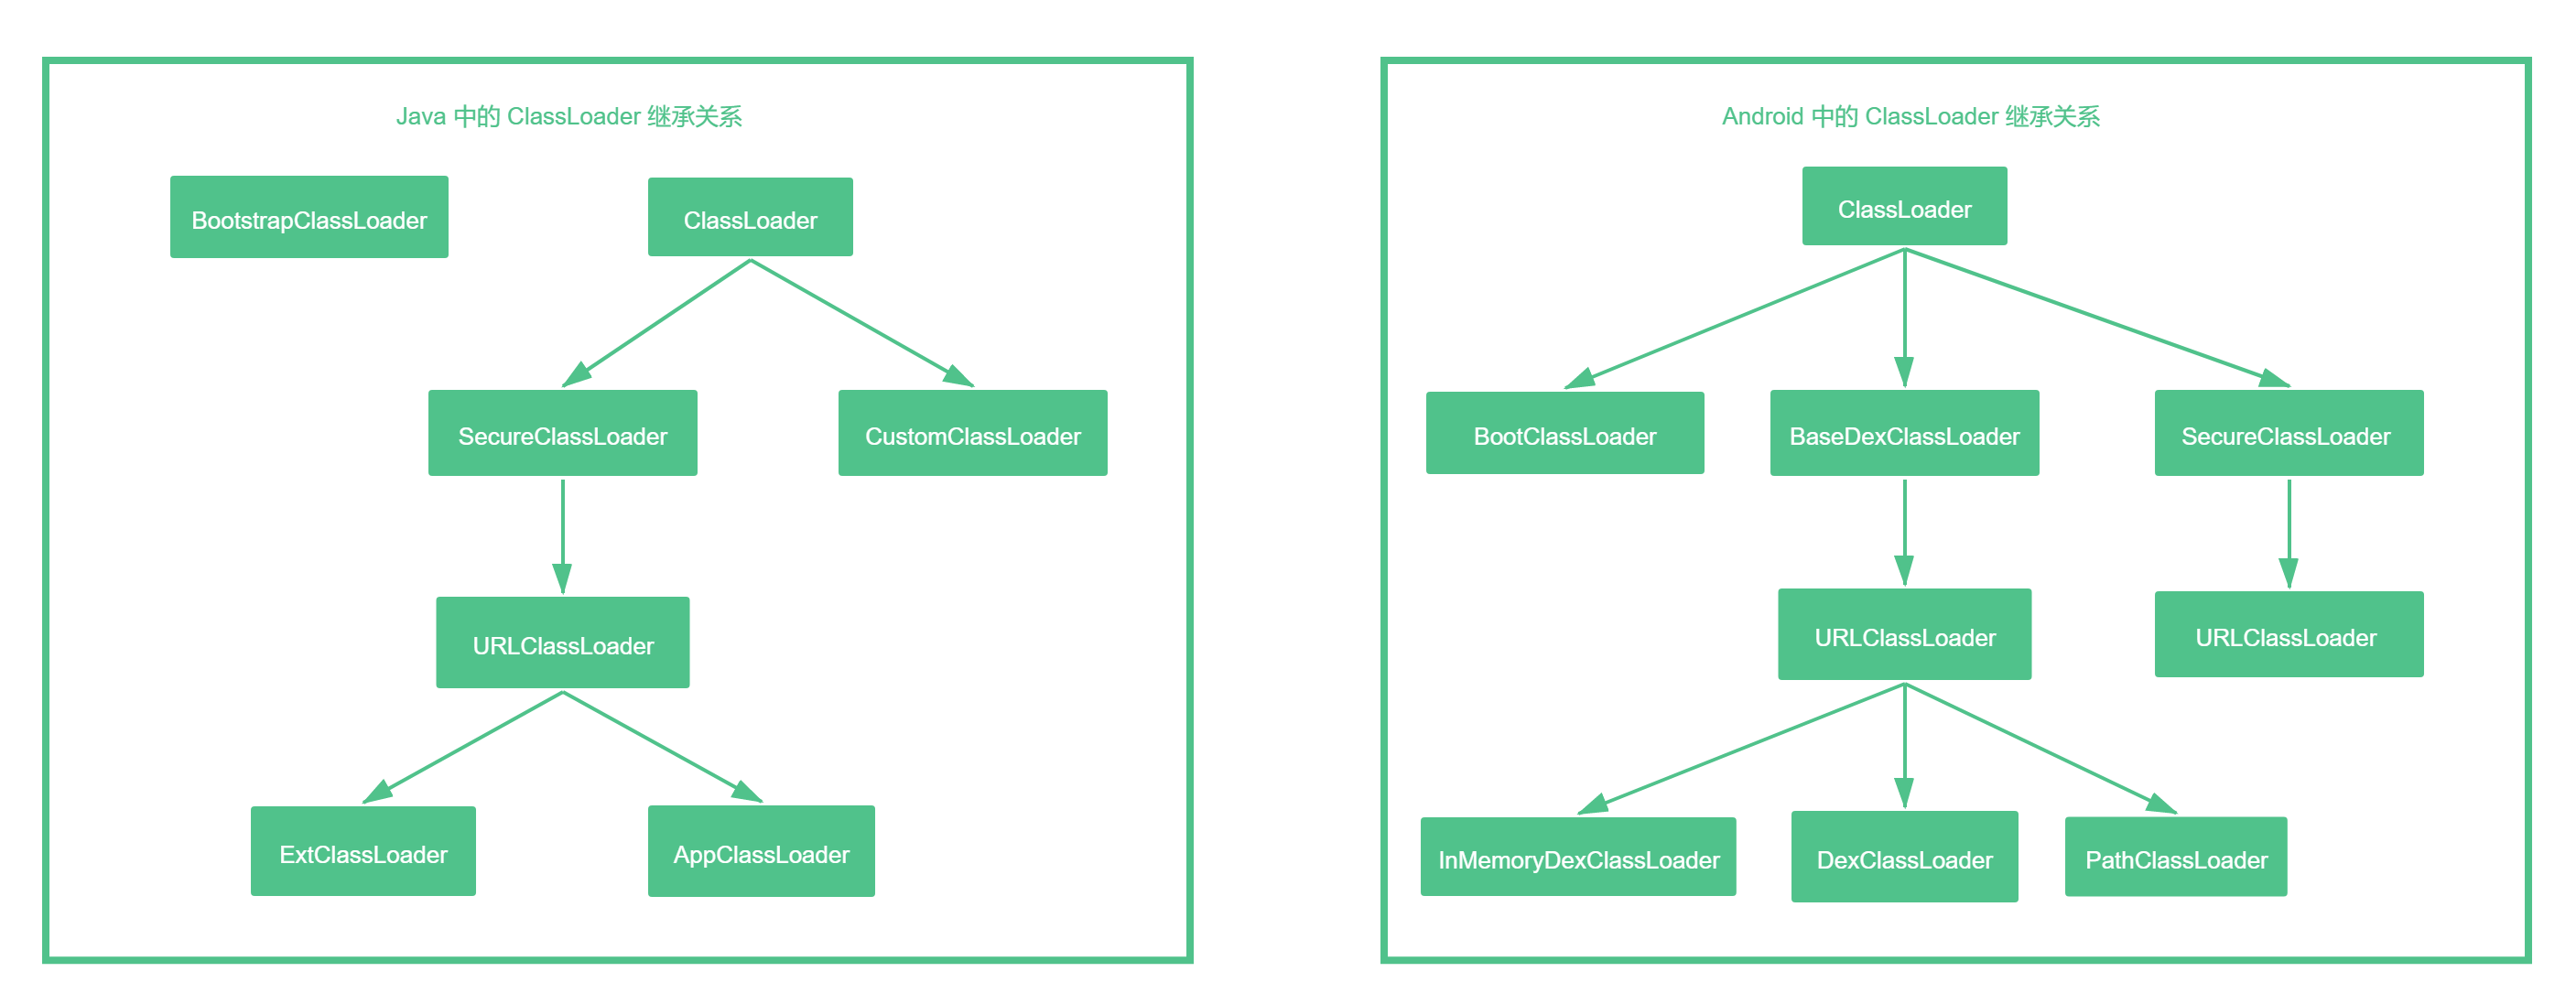 Java 中的 ClassLoader 继承关系
BootstrapClassLoader
ClassLoader
SecureClassLoader
CustomClassLoader
URLClassLoader
ExtClassLoader
AppClassLoader
Android 中的 ClassLoader 继承关系
ClassLoader
BootClassLoader
BaseDexClassLoader
SecureClassLoader
URLClassLoader
URLClassLoader
InMemoryDexClassLoader
DexClassLoader
PathClassLoader